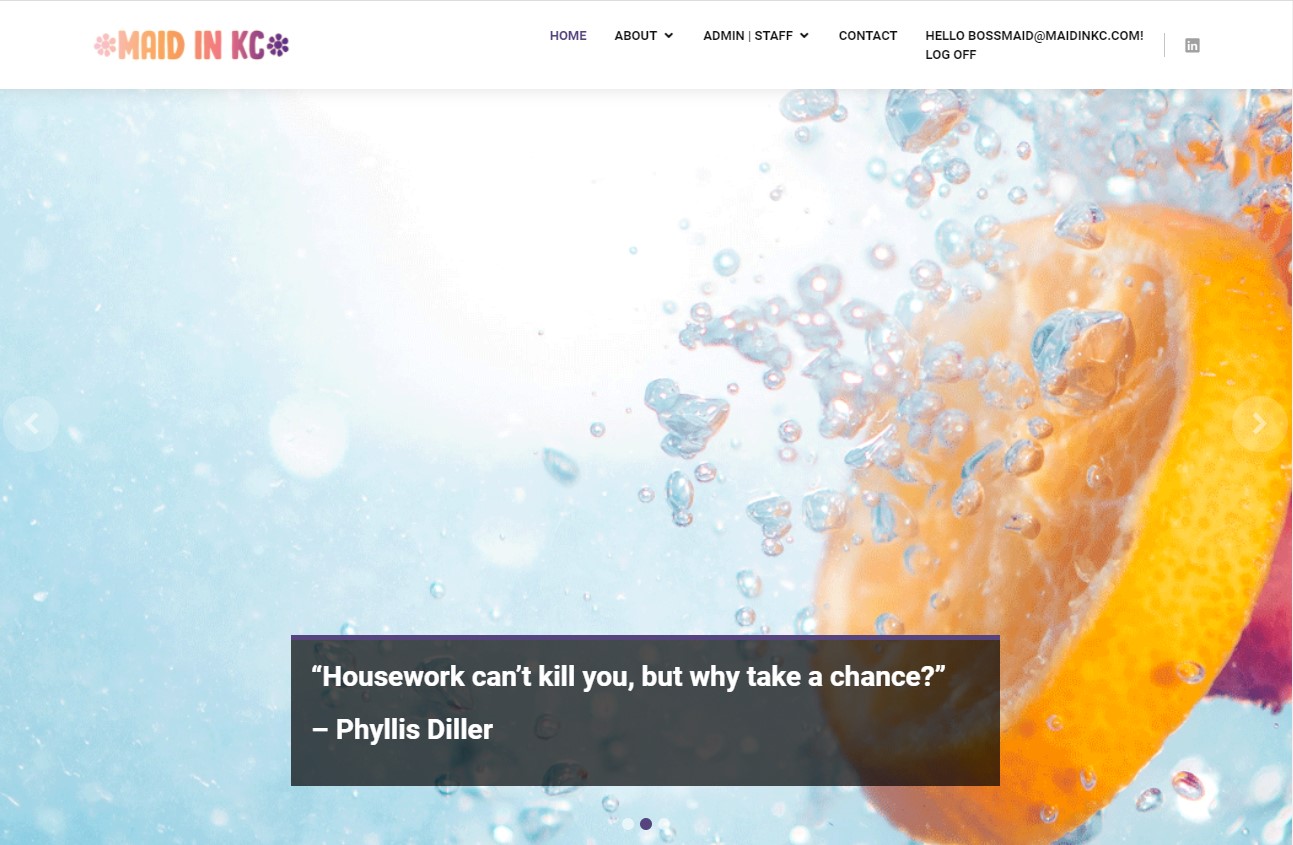 MAID IN KC
HOME
ABOUT
ADMIN | STAFF
CONTACT
HELLO BOSSMAID@MAIDINKC.COM!
LOG OFF
in
“Housework can’t kill you, but why take a chance?”
– Phyllis Diller